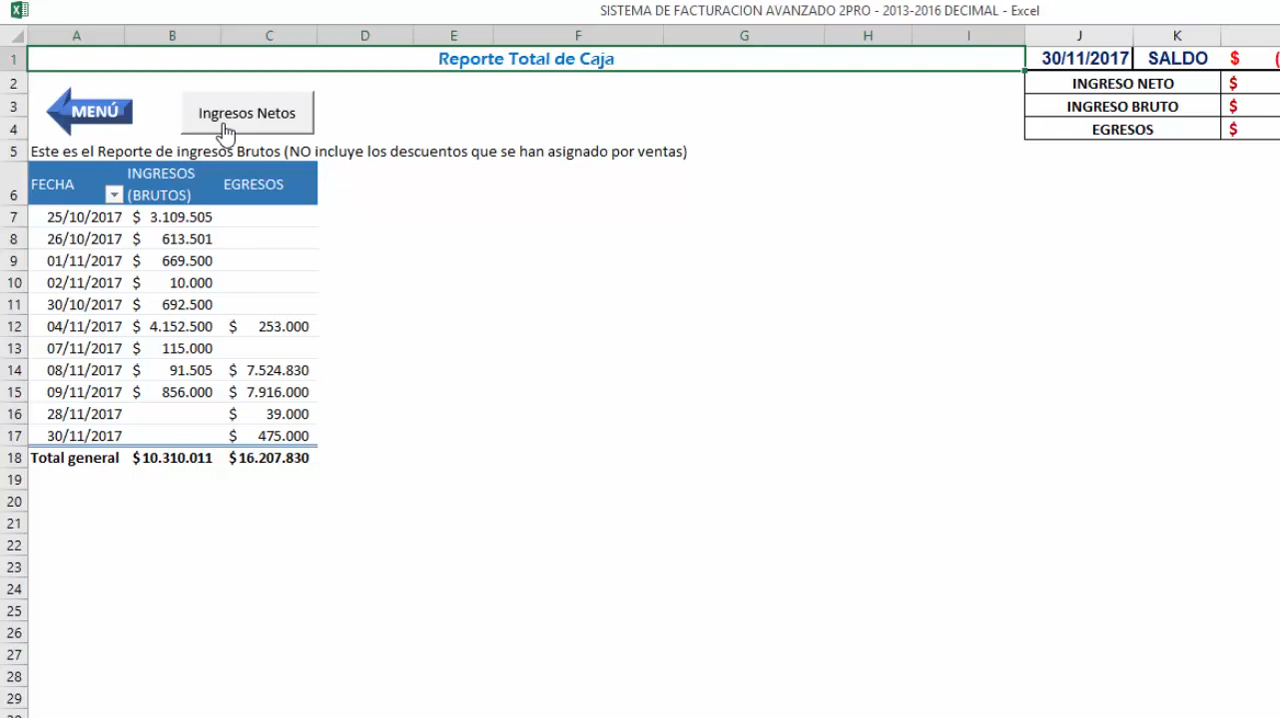 SISTEMA DE FACTURACION AVANZADO 2PRO - 2013-2016 DECIMAL - Excel
A B C D E F G H I J K
1 Reporte Total de Caja 30/11/2017 SALDO $ (
2 INGRESO NETO $
3 MENÚ Ingresos Netos INGRESO BRUTO $
4 EGRESOS $
5 Este es el Reporte de ingresos Brutos (NO incluye los descuentos que se han asignado por ventas)
6 FECHA INGRESOS (BRUTOS) EGRESOS
7 25/10/2017 $ 3.109.505
8 26/10/2017 $ 613.501
9 01/11/2017 $ 669.500
10 02/11/2017 $ 10.000
11 30/10/2017 $ 692.500
12 04/11/2017 $ 4.152.500 $ 253.000
13 07/11/2017 $ 115.000
14 08/11/2017 $ 91.505 $ 7.524.830
15 09/11/2017 $ 856.000 $ 7.916.000
16 28/11/2017 $ 39.000
17 30/11/2017 $ 475.000
18 Total general $10.310.011 $16.207.830
19
20
21
22
23
24
25
26
27
28
29